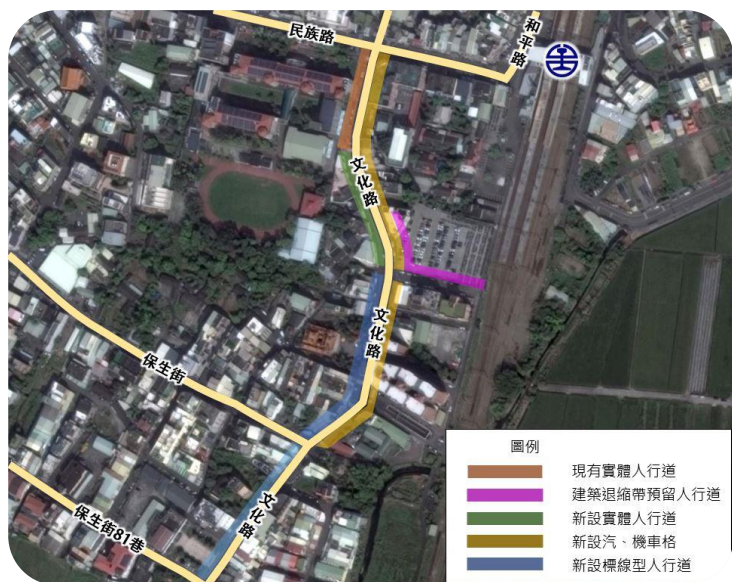 民族路
和平路
文化路
文化路
保生街
文化路
保生街81巷
圖例
現有實體人行道
建築退縮帶預留人行道
新設實體人行道
新設汽、機車格
新設標線型人行道